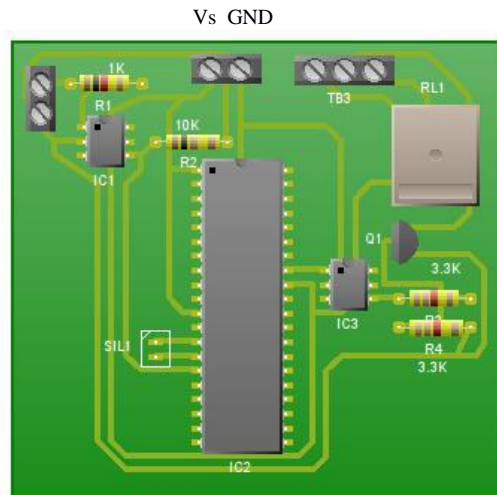 Vs GND
1K
R1
TB3
RL1
10K
R2
IC1
Q1
3.3K
IC3
R3
SIL1
R4
3.3K
IC2